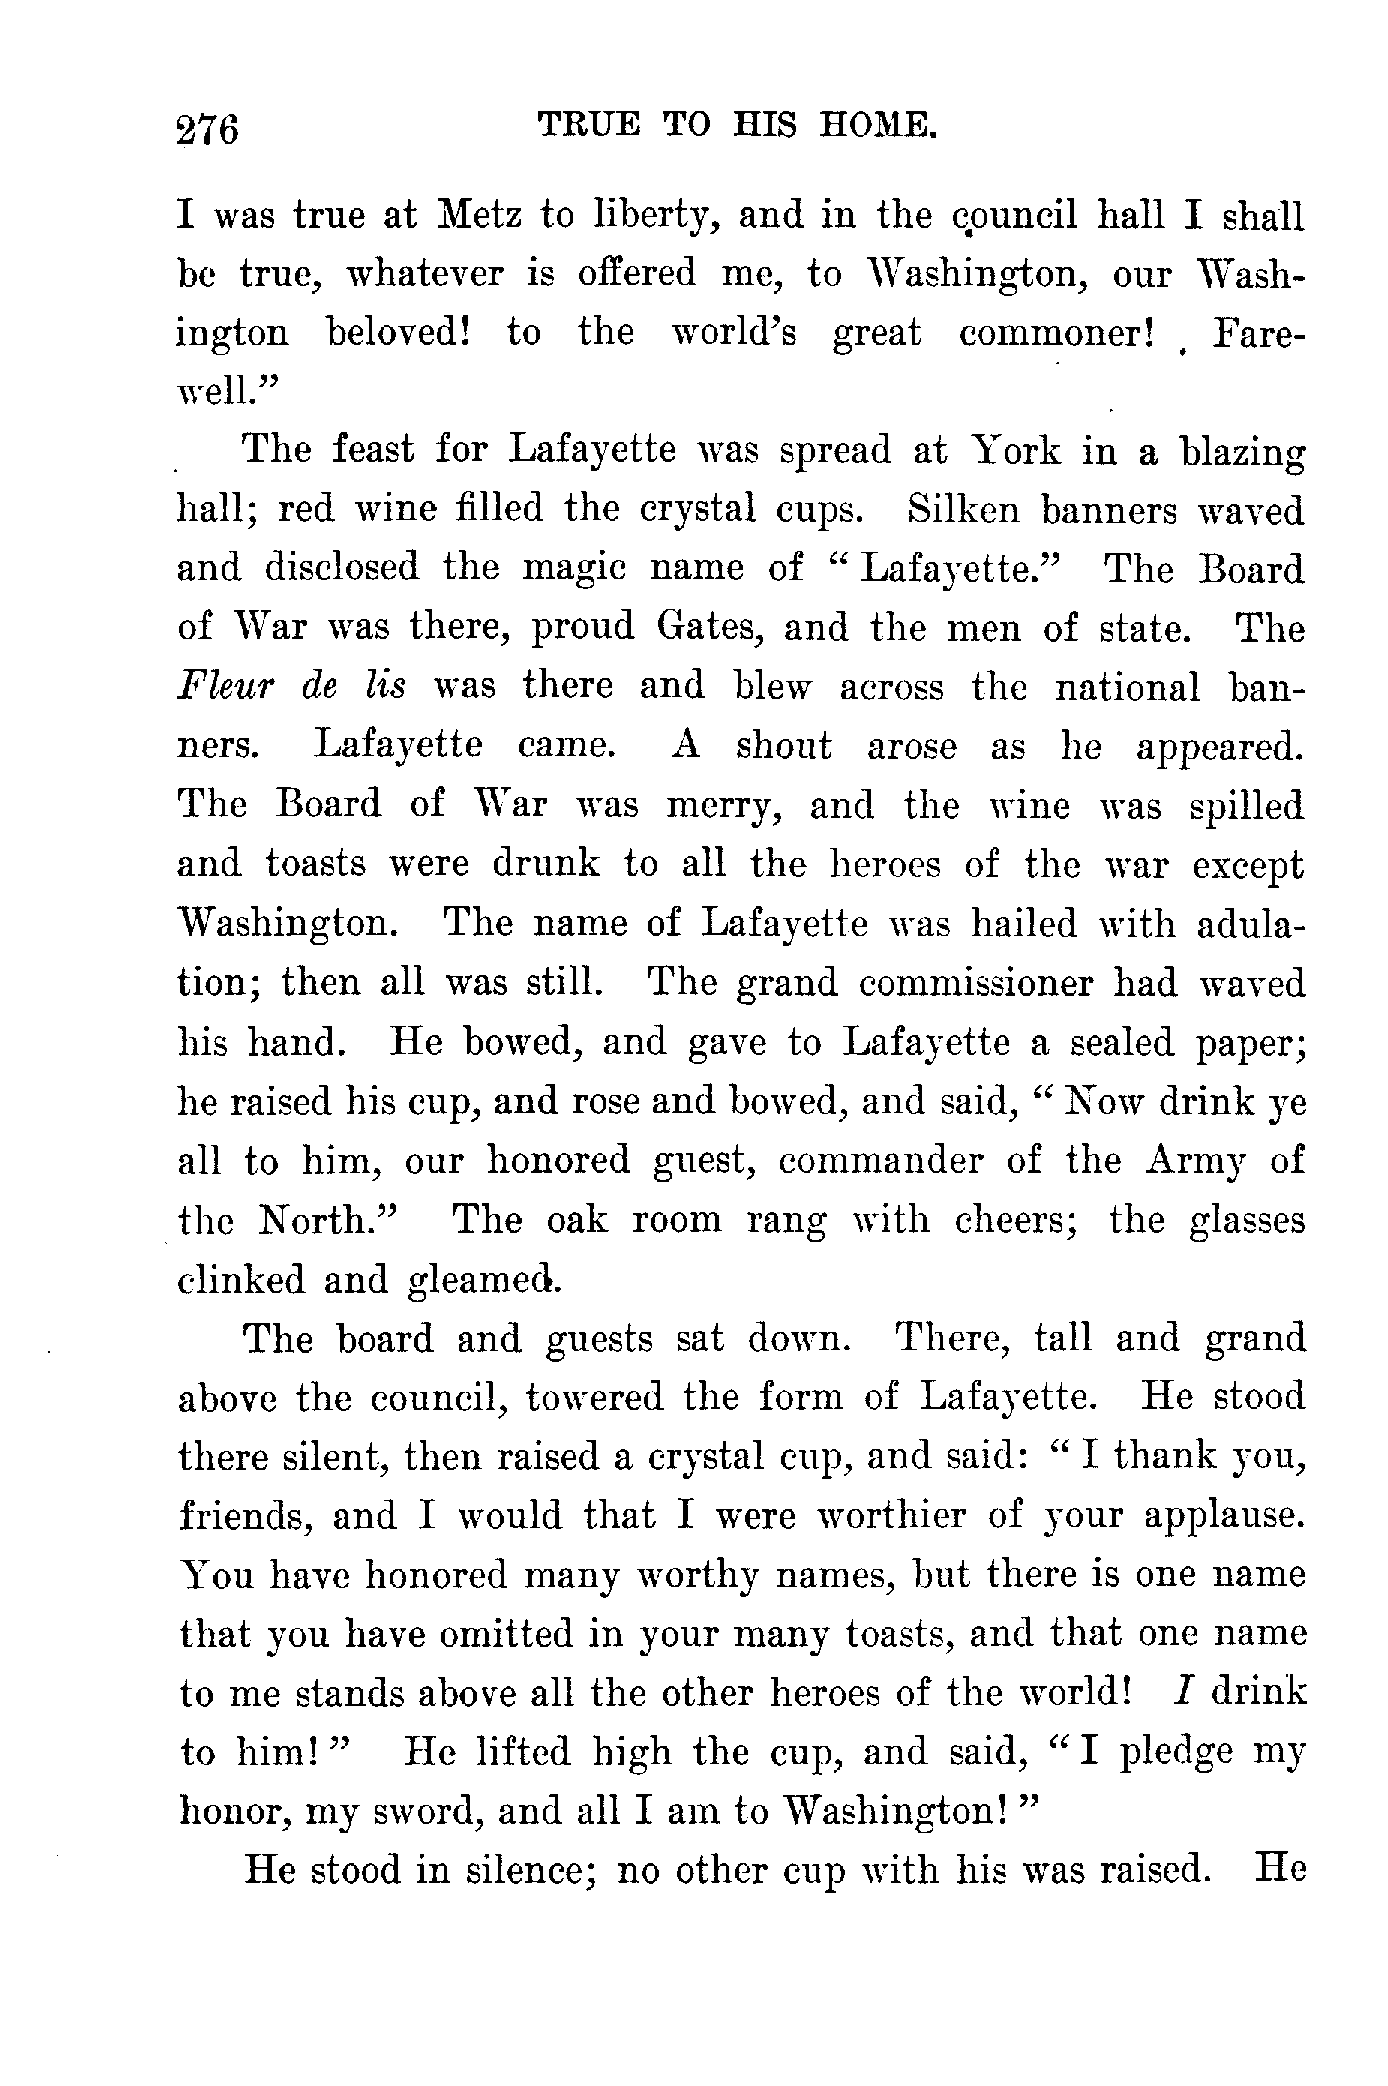 276 TRUE TO HIS HOME.
I was true at Metz to liberty, and in the council hall I shall
be true, whatever is offered me, to Washington, our Wash-
ington beloved! to the world's great commoner! Fare-
well."
The feast for Lafayette was spread at York in a blazing
hall; red wine filled the crystal cups. Silken banners waved
and disclosed the magic name of " Lafayette." The Board
of War was there, proud Gates, and the men of state. The
Fleur de lis was there and blew across the national ban-
ners. Lafayette came. A shout arose as he appeared.
The Board of War was merry, and the wine was spilled
and toasts were drunk to all the heroes of the war except
Washington. The name of Lafayette was hailed with adula-
tion; then all was still. The grand commissioner had waved
his hand. He bowed, and gave to Lafayette a sealed paper;
he raised his cup, and rose and bowed, and said, " Now drink ye
all to him, our honored guest, commander of the Army of
the North." The oak room rang with cheers; the glasses
clinked and gleamed.
The board and guests sat down. There, tall and grand
above the council, towered the form of Lafayette. He stood
there silent, then raised a crystal cup, and said: " I thank you,
friends, and I would that I were worthier of your applause.
You have honored many worthy names, but there is one name
that you have omitted in your many toasts, and that one name
to me stands above all the other heroes of the world! I drink
to him! " He lifted high the cup, and said, " I pledge my
honor, my sword, and all I am to Washington! "
He stood in silence; no other cup with his was raised. He